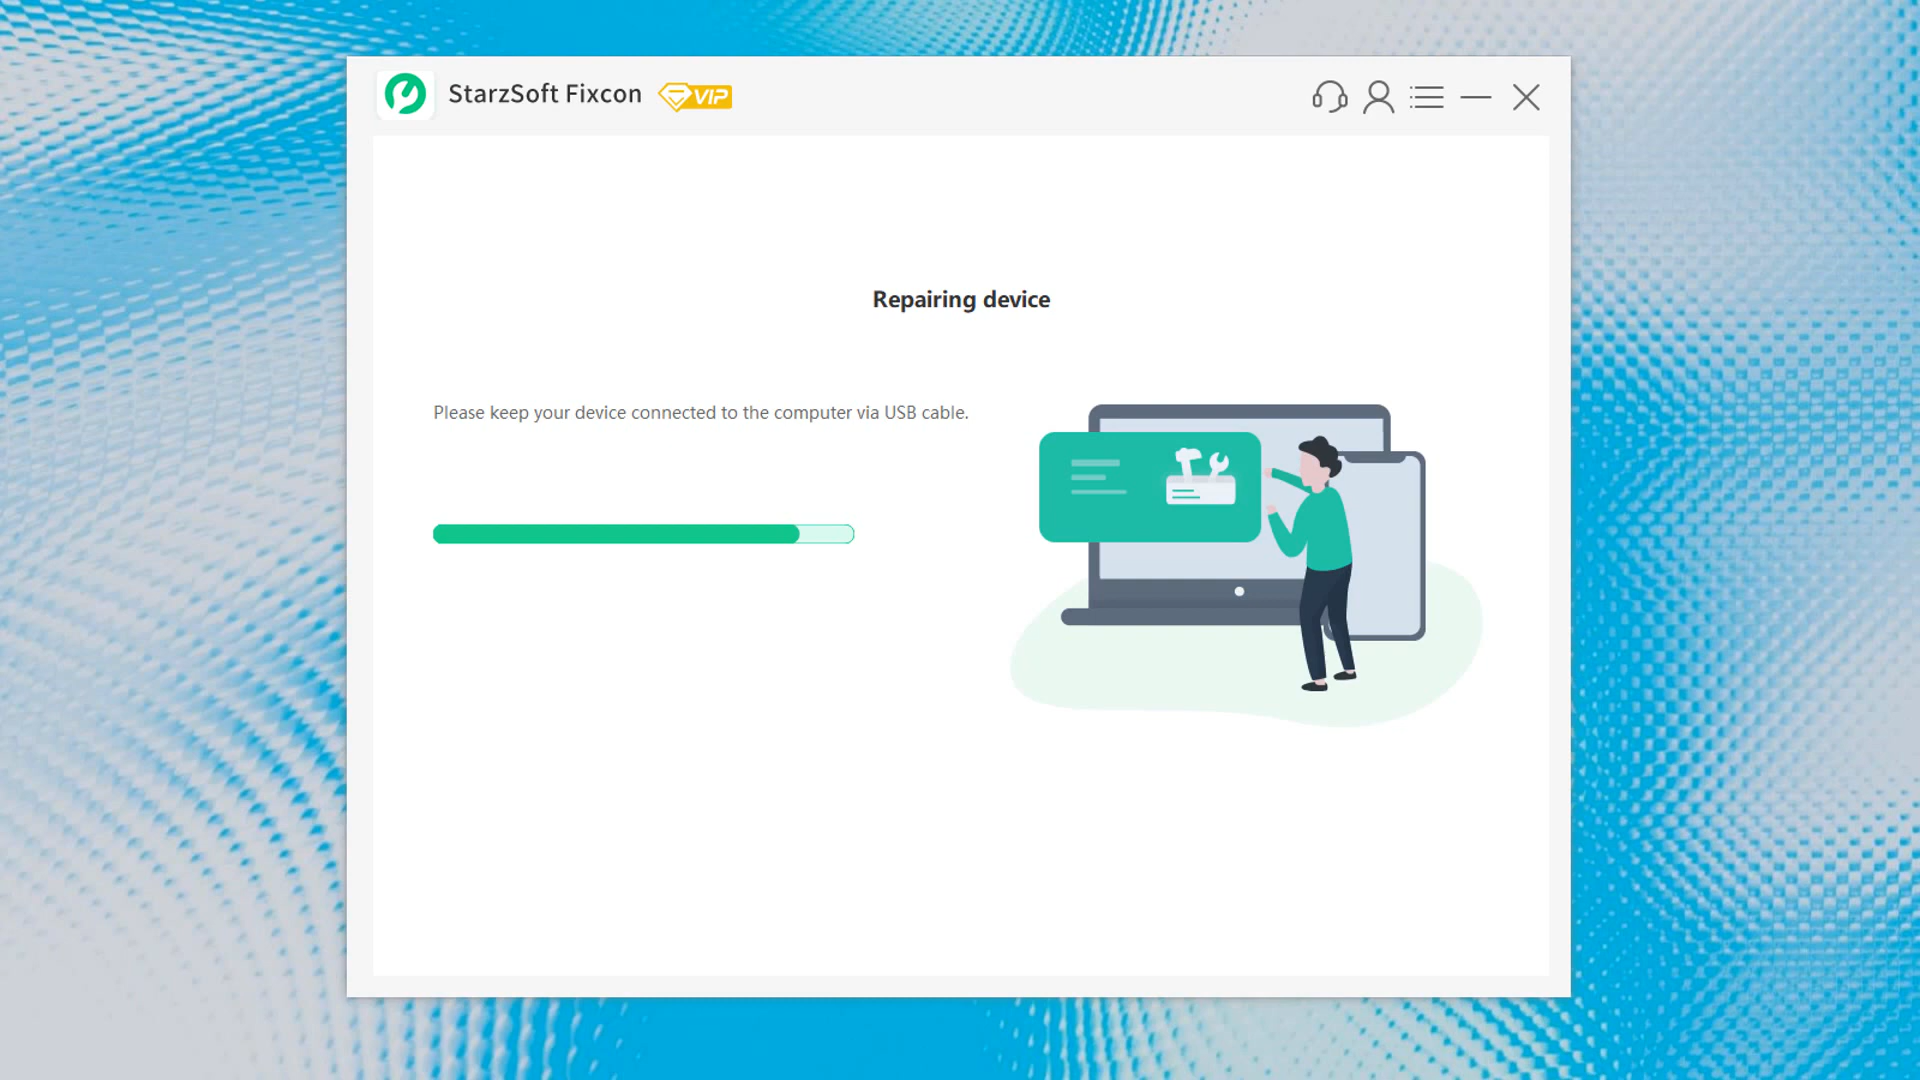 StarzSoft Fixcon
VIP
Repairing device
Please keep your device connected to the computer via USB cable.